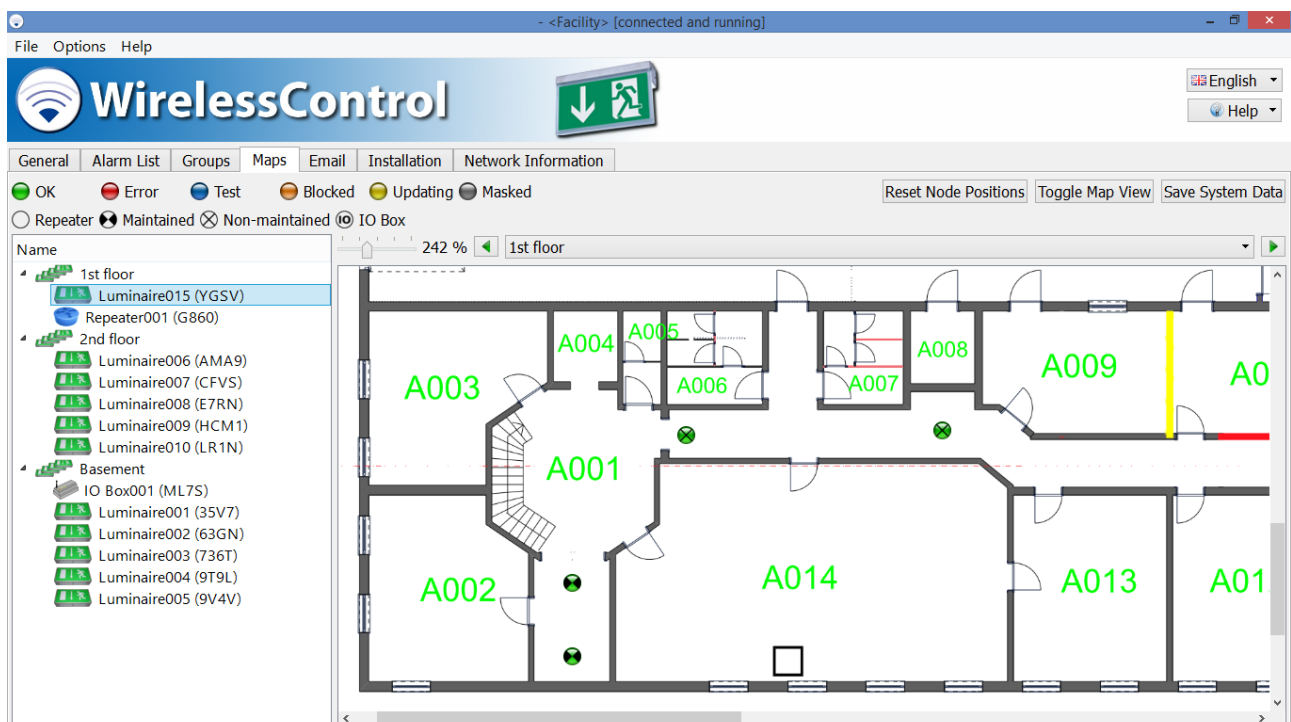 - <Facility> [connected and running]
File Options Help
WirelessControl
English
Help
General Alarm List Groups Maps Email Installation Network Information
OK Error Test Blocked Updating Masked
Reset Node Positions Toggle Map View Save System Data
Repeater Maintained Non-maintained IO IO Box
Name
242 % 1st floor
1st floor
Luminaire015 (YGSV)
Repeater001 (G860)
2nd floor
Luminaire006 (AMA9)
Luminaire007 (CFVS)
Luminaire008 (E7RN)
Luminaire009 (HCM1)
Luminaire010 (LR1N)
Basement
IO Box001 (ML7S)
Luminaire001 (35V7)
Luminaire002 (63GN)
Luminaire003 (736T)
Luminaire004 (9T9L)
Luminaire005 (9V4V)
A004 A005 A008
A003 A006 A007 A009 A0
A001
A002 A014 A013 A01